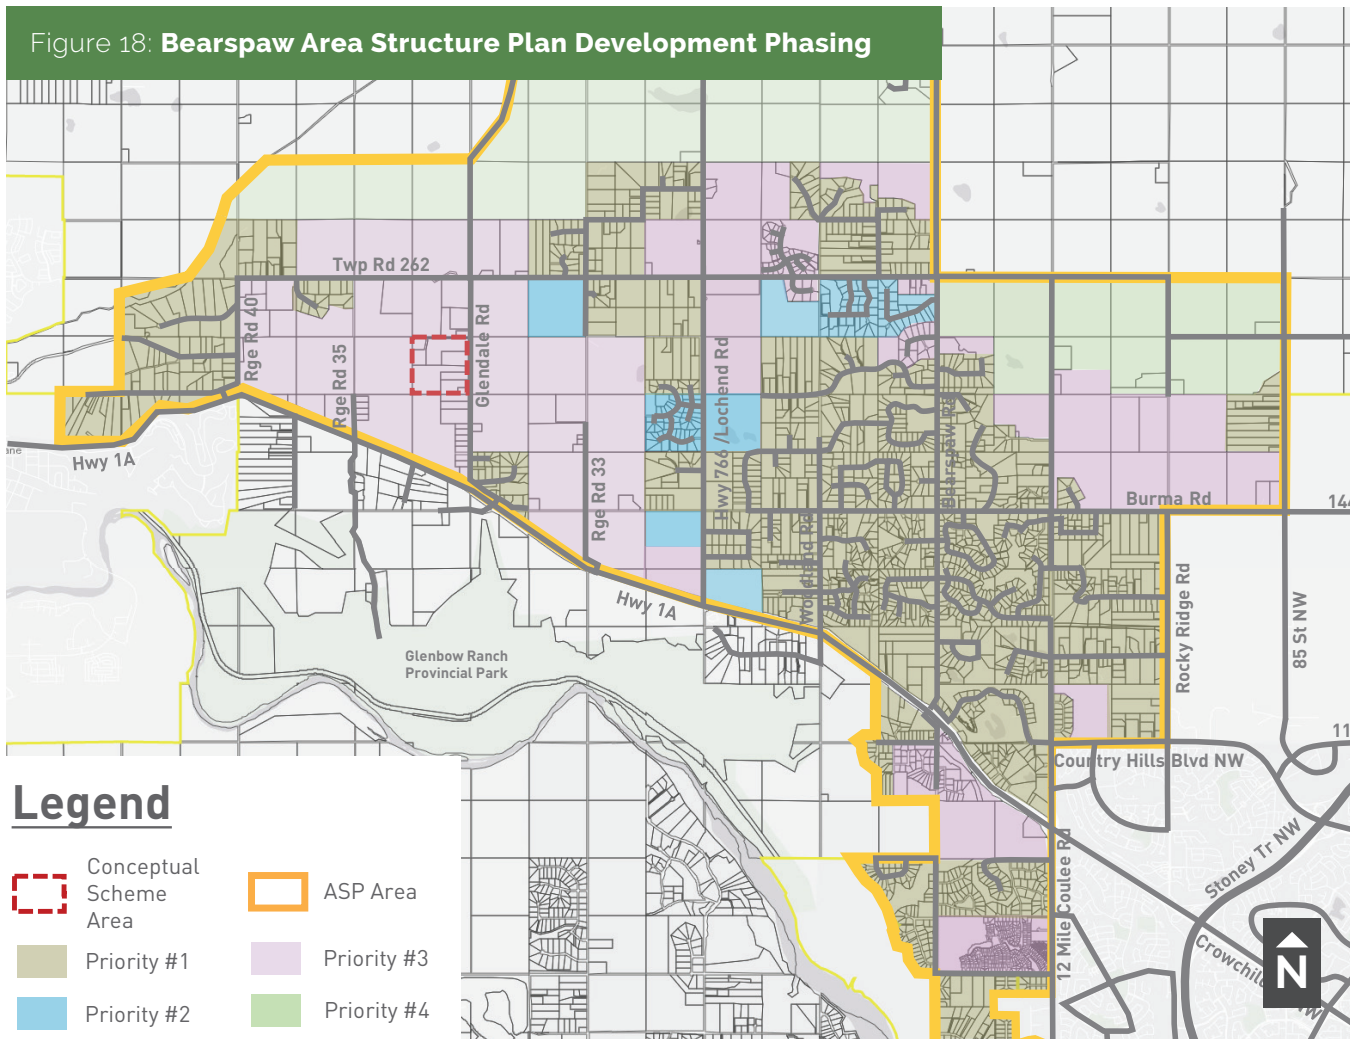 Figure 18: Bearspaw Area Structure Plan Development Phasing
Twp Rd 262
Rge Rd 40
Glendale Rd
Rge Rd 35
Hwy 766 /Lochend Rd
Bearspaw Rd
Hwy 1A
Rge Rd 33
Burma Rd
144
Woodland Rd
Hwy 1A
Rocky Ridge Rd
85 St NW
Glenbow Ranch
Provincial Park
11
Country Hills Blvd NW
12 Mile Coulee Rd
Stoney Tr NW
Legend
Conceptual
Scheme
Area
ASP Area
Priority #1
Priority #3
Priority #2
Priority #4
N